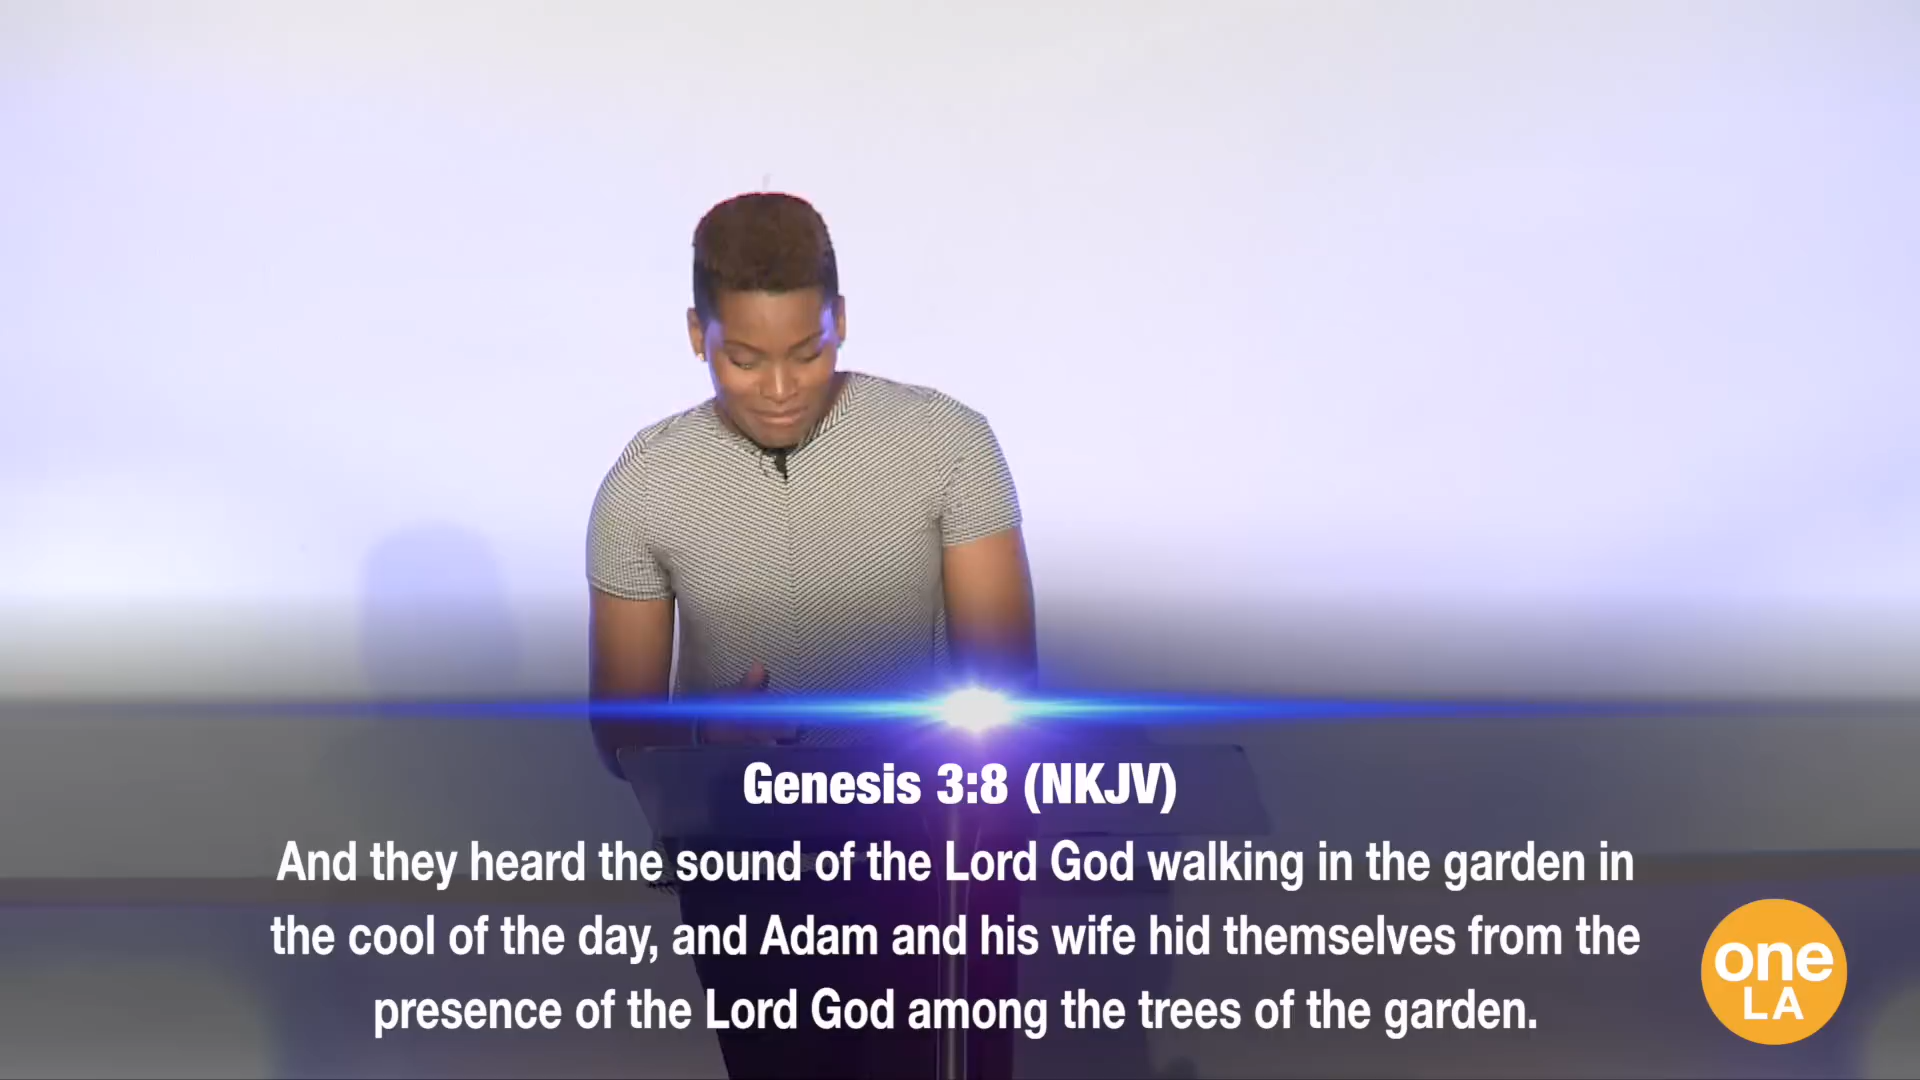 Genesis 3:8 (NKJV)
And they heard the sound of the Lord God walking in the garden in
the cool of the day, and Adam and his wife hid themselves from the
presence of the Lord God among the trees of the garden.
one
LA